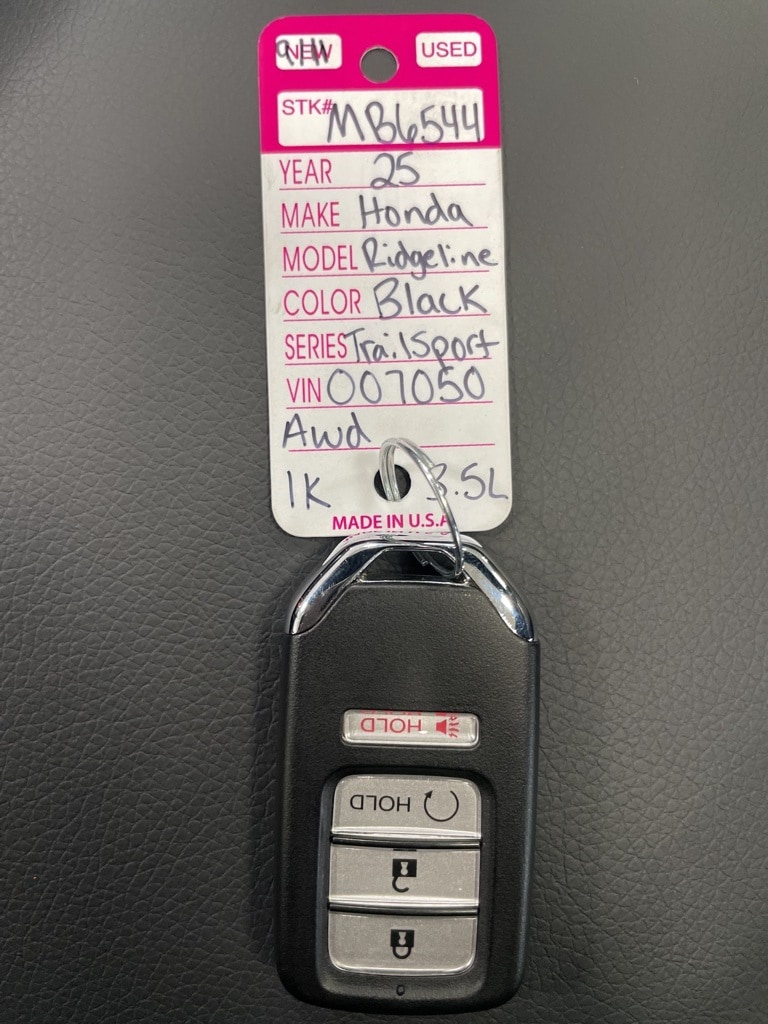 NEW USED
STK# MB6544
YEAR 25
MAKE Honda
MODEL Ridgeline
COLOR Black
SERIES TrailSport
VIN 007050
Awd
1K 3.5L
MADE IN U.S.A
HOLD
HOLD